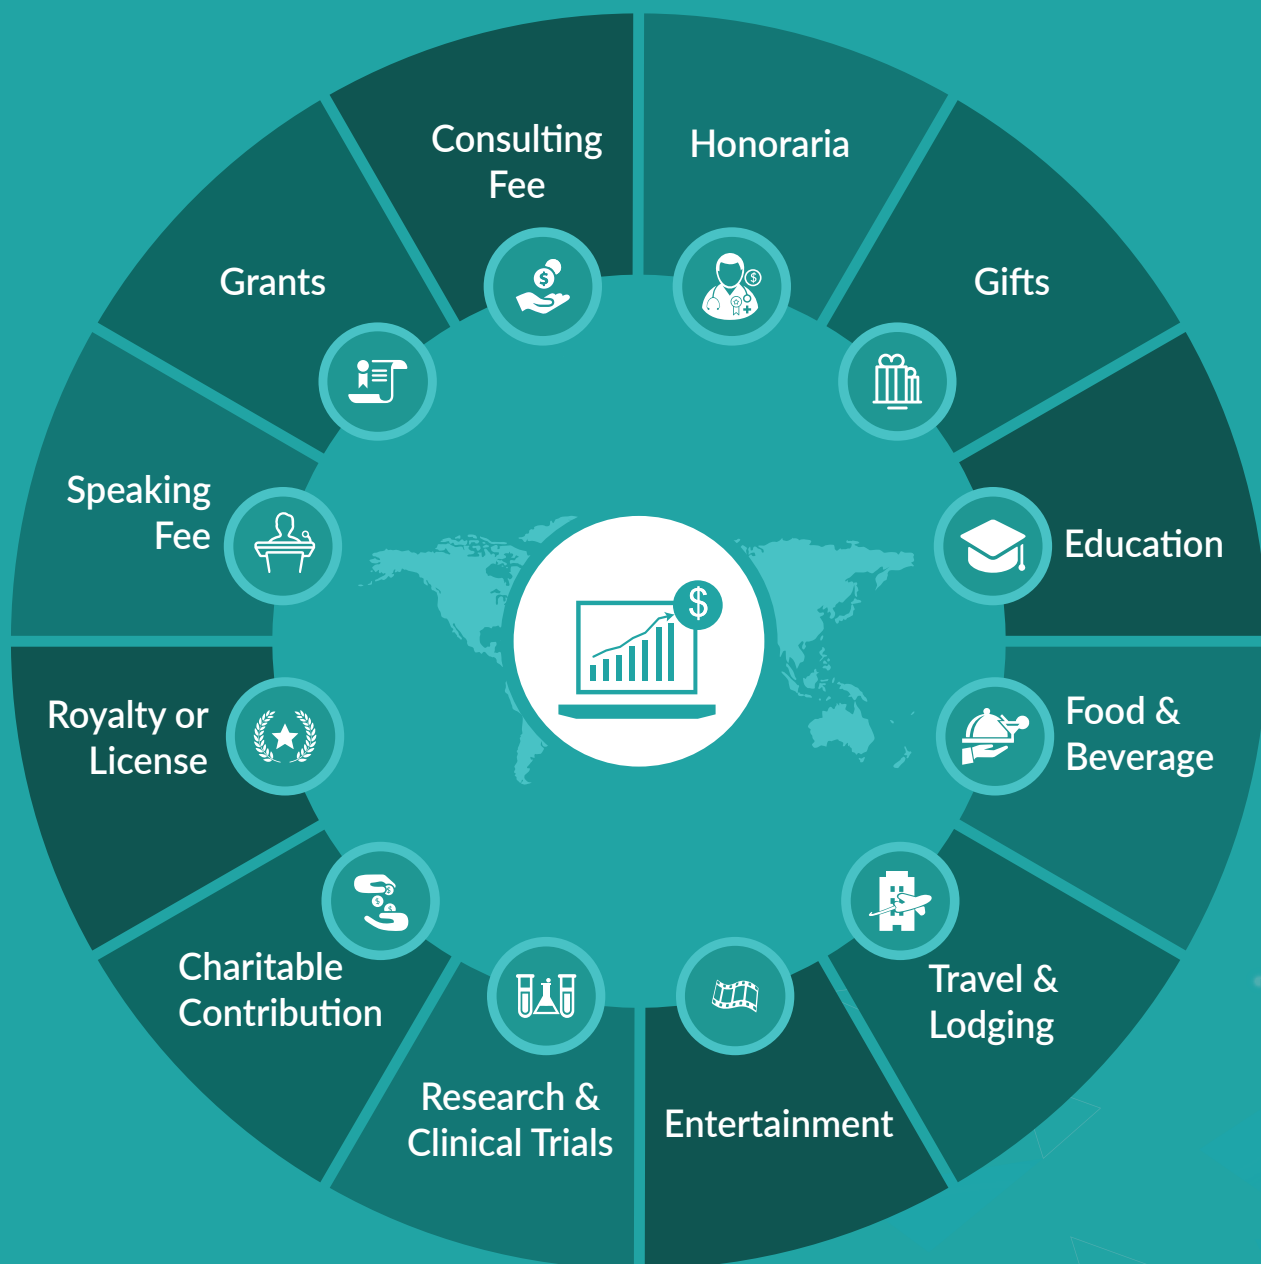 Consulting
Fee
Honoraria
Gifts
Education
Food &
Beverage
Travel &
Lodging
Entertainment
Research &
Clinical Trials
Charitable
Contribution
Royalty or
License
Speaking
Fee
Grants
$
$
$